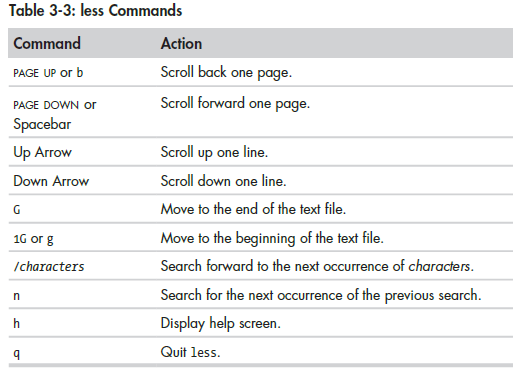 Table 3-3: less Commands
Command Action
PAGE UP or b Scroll back one page.
PAGE DOWN or Scroll forward one page.
Spacebar
Up Arrow Scroll up one line.
Down Arrow Scroll down one line.
G Move to the end of the text file.
1G or g Move to the beginning of the text file.
/characters Search forward to the next occurrence of characters.
n Search for the next occurrence of the previous search.
h Display help screen.
q Quit less.